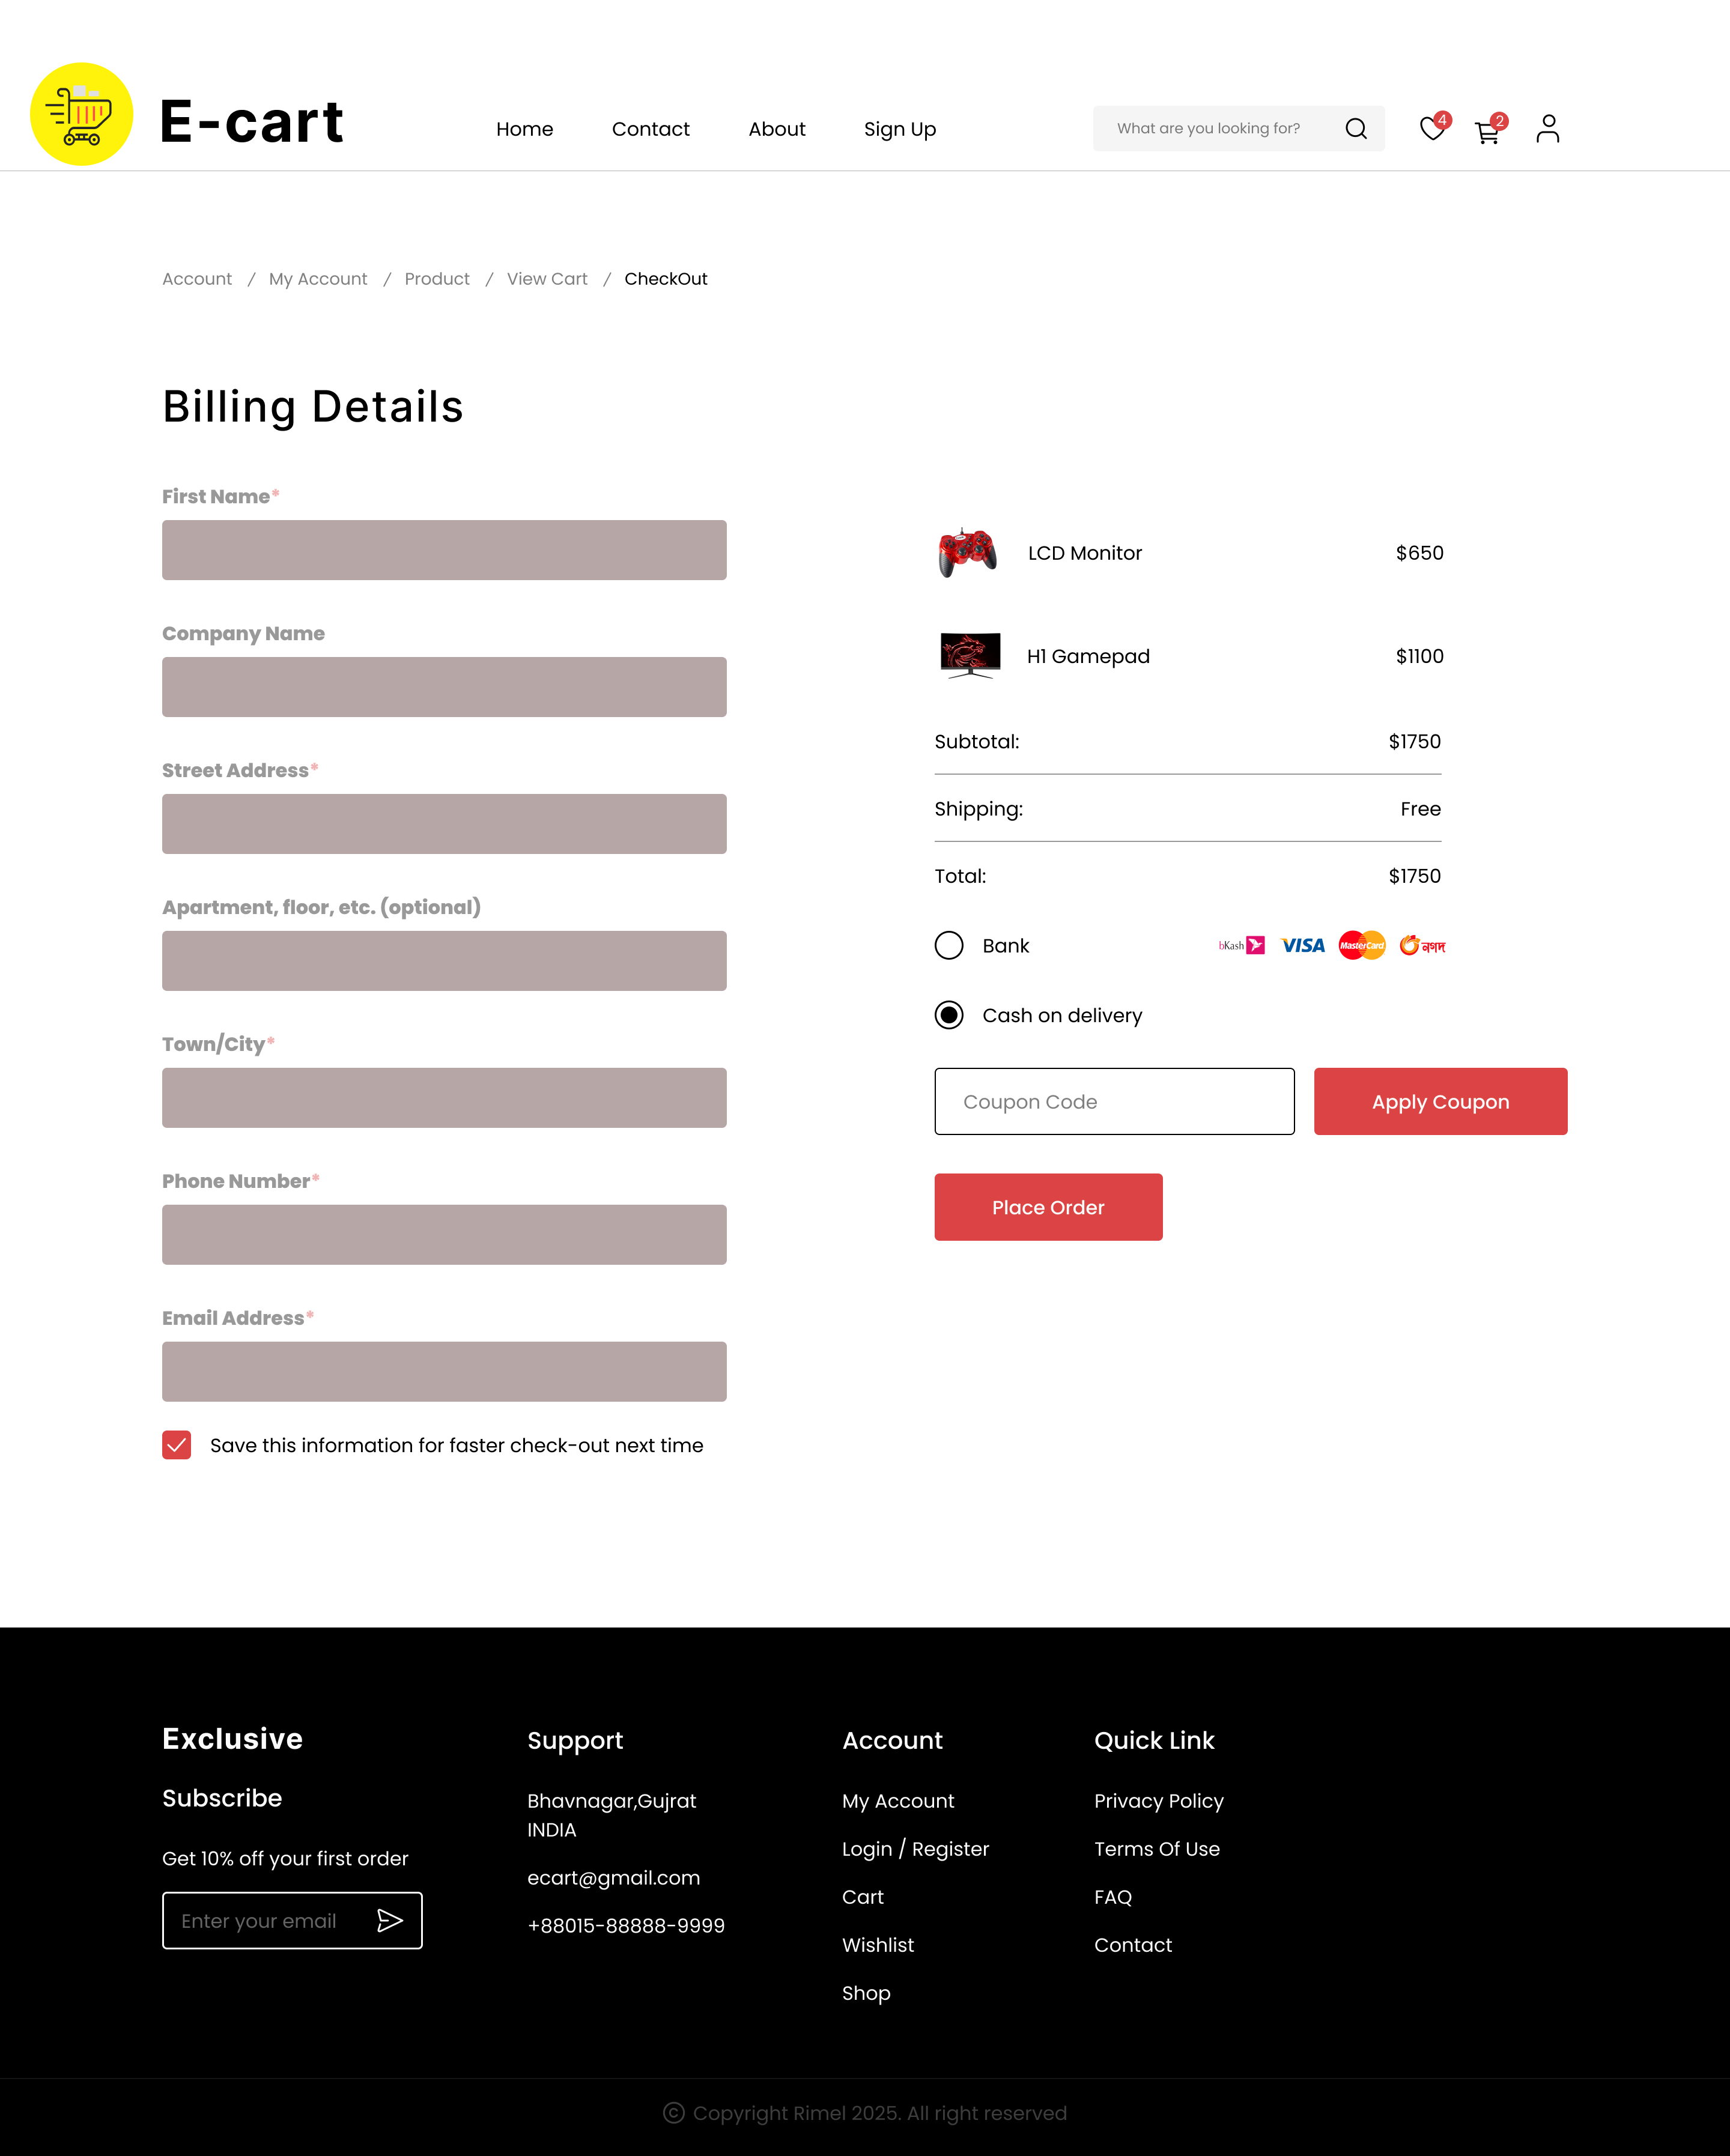 E-cart
Home
Contact
About
Sign Up
What are you looking for?
4
2
Account / My Account / Product / View Cart / CheckOut
Billing Details
First Name*
Company Name
Street Address*
Apartment, floor, etc. (optional)
Town/City*
Phone Number*
Email Address*
Save this information for faster check-out next time
LCD Monitor $650
H1 Gamepad $1100
Subtotal: $1750
Shipping: Free
Total: $1750
Bank
bKash VISA MasterCard নগদ
Cash on delivery
Coupon Code
Apply Coupon
Place Order
Exclusive
Subscribe
Get 10% off your first order
Enter your email
Support
Bhavnagar,Gujrat
INDIA
ecart@gmail.com
+88015-88888-9999
Account
My Account
Login / Register
Cart
Wishlist
Shop
Quick Link
Privacy Policy
Terms Of Use
FAQ
Contact
© Copyright Rimel 2025. All right reserved